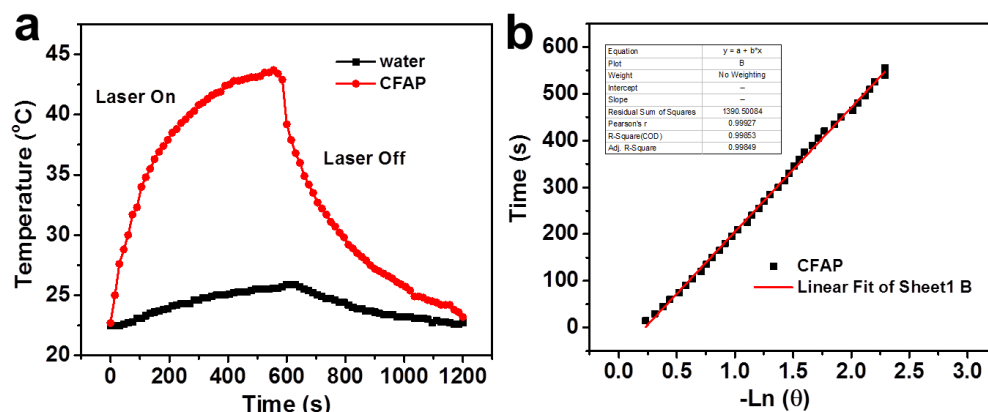 a
45
40
35
30
25
20
Temperature (°C)
water
CFAP
Laser On
Laser Off
0 200 400 600 800 1000 1200
Time (s)
b
600
500
400
300
200
100
0
Time (s)
Equation y = a + b*x
Plot B
Weight No Weighting
Intercept --
Slope --
Residual Sum of Squares 1390.50084
Pearson's r 0.99927
R-Square(COD) 0.99853
Adj. R-Square 0.99849
CFAP
Linear Fit of Sheet1 B
0.0 0.5 1.0 1.5 2.0 2.5 3.0
-Ln (θ)